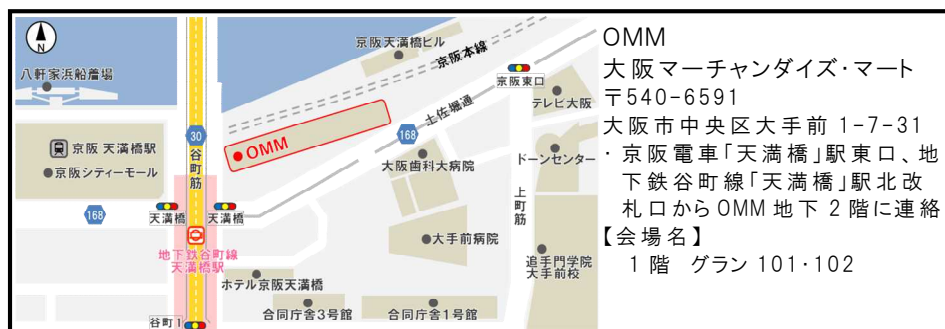 N
八軒家浜船着場
京阪天満橋ビル
京阪本線
京阪東口
テレビ大阪
土佐堀通
168
30
谷町筋
OMM
京阪 天満橋駅
京阪シティーモール
大阪歯科大病院
ドーンセンター
上町筋
168
天満橋
天満橋
地下鉄谷町線
天満橋駅
大手前病院
追手門学院
大手前校
ホテル京阪天満橋
合同庁舎3号館
合同庁舎1号館
谷町1
OMM
大阪マーチャンダイズ・マート
〒540-6591
大阪市中央区大手前 1-7-31
・京阪電車「天満橋」駅東口、地
下鉄谷町線「天満橋」駅北改
札口から OMM 地下 2 階に連絡
【会場名】
1 階 グラン 101・102